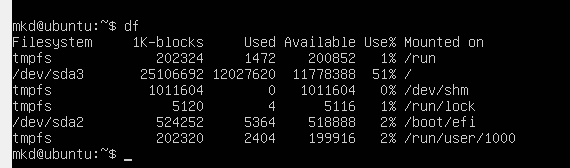 mkd@ubuntu:~$ df
Filesystem     1K-blocks     Used Available Use% Mounted on
tmpfs             202324     1472    200852   1% /run
/dev/sda3       25106692 12027620  11778388  51% /
tmpfs            1011604        0   1011604   0% /dev/shm
tmpfs               5120        4      5116   1% /run/lock
/dev/sda2         524252     5364    518888   2% /boot/efi
tmpfs             202320     2404    199916   2% /run/user/1000
mkd@ubuntu:~$ _